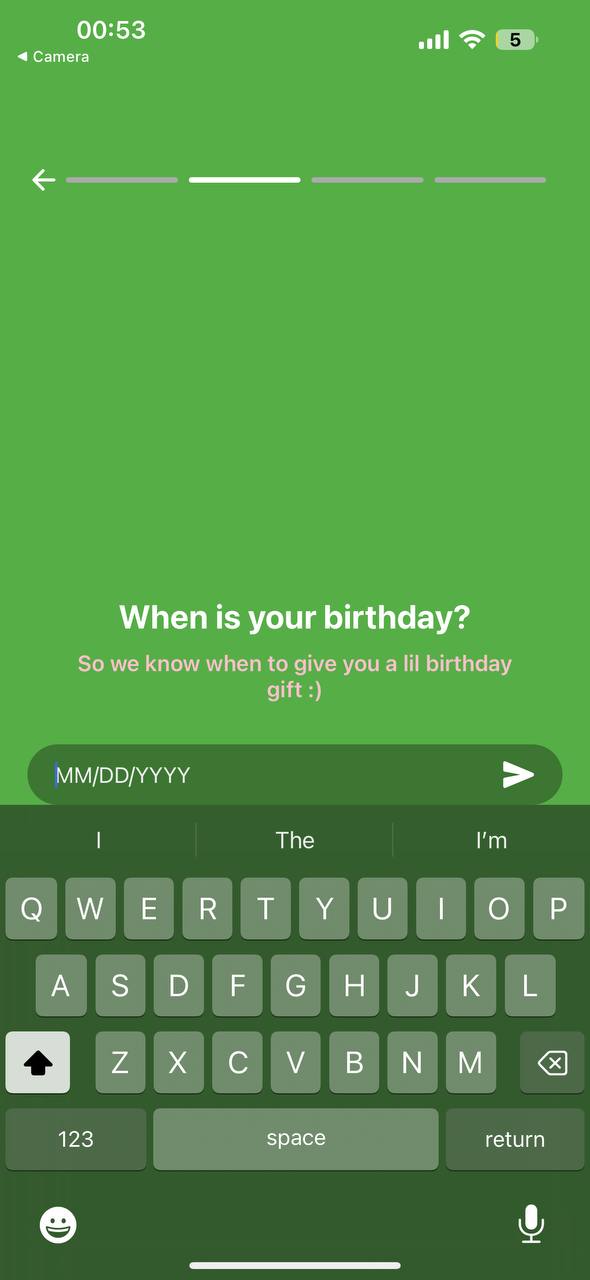 00:53
5
◀ Camera
When is your birthday?
So we know when to give you a lil birthday
gift :)
MM/DD/YYYY
I The I’m
Q W E R T Y U I O P
A S D F G H J K L
Z X C V B N M
123 space return